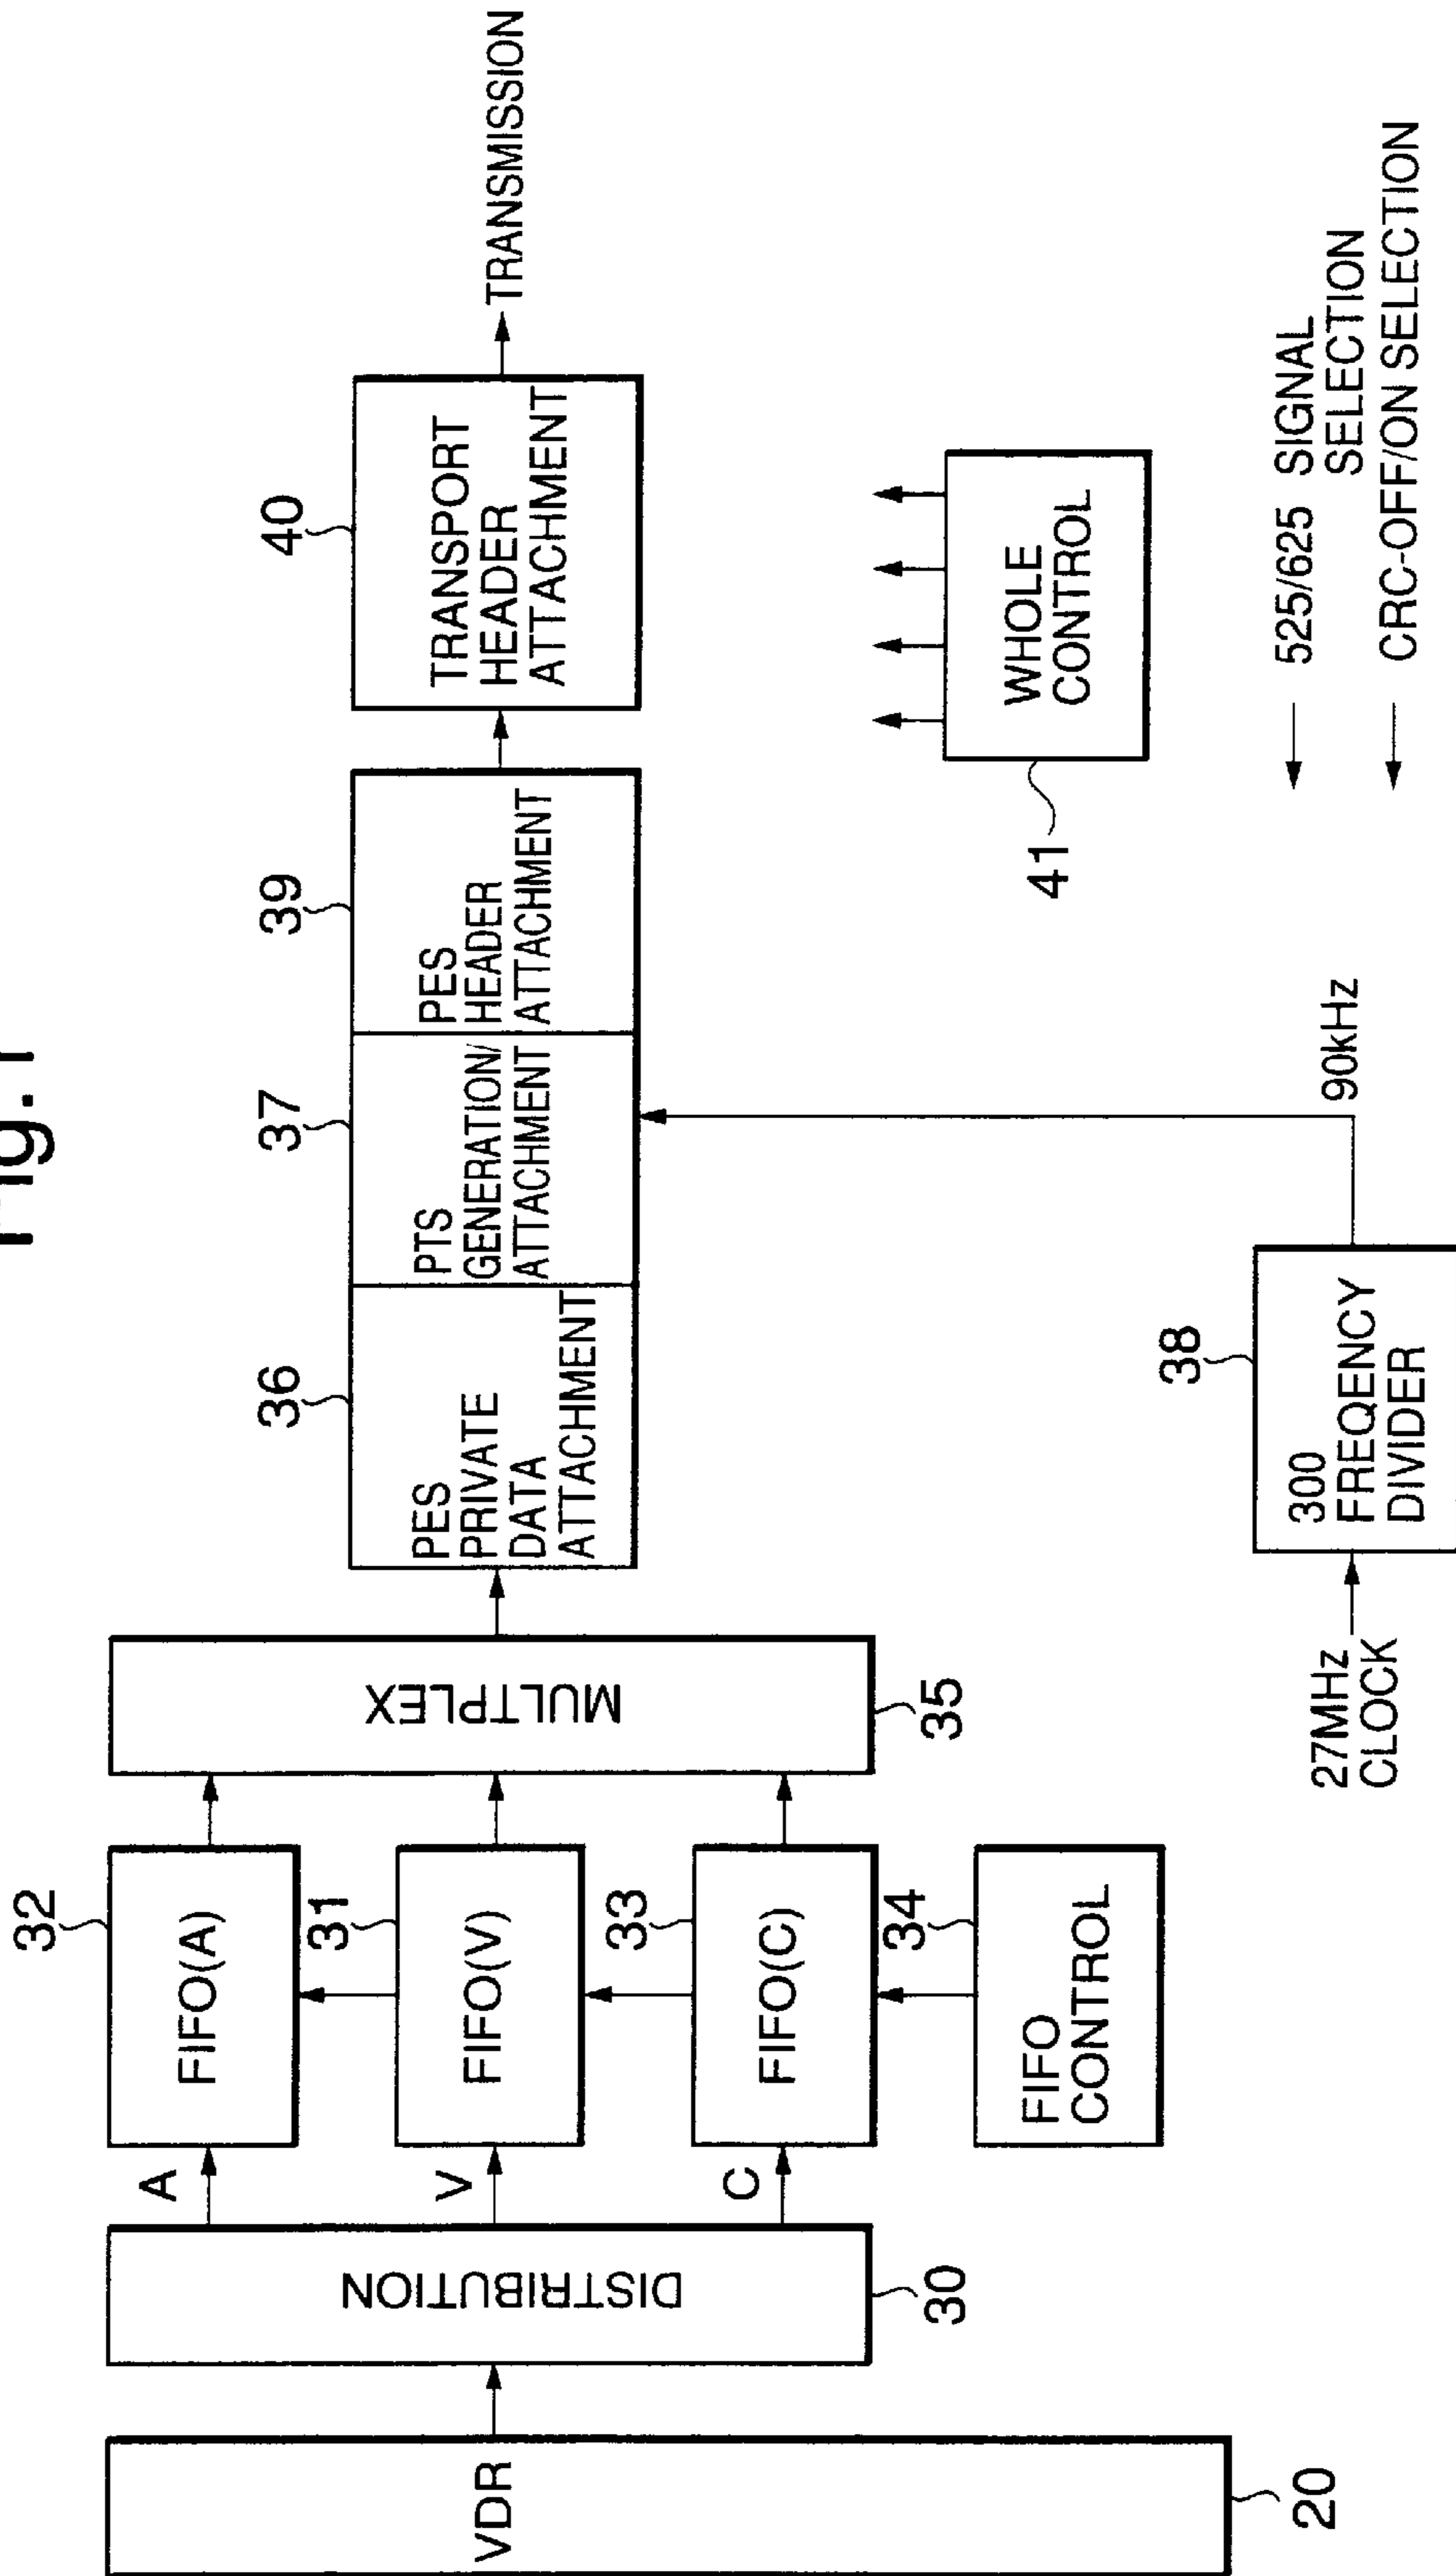 Fig.1
VDR
20
DISTRIBUTION
30
A
V
C
32
FIFO(A)
31
FIFO(V)
33
FIFO(C)
34
FIFO
CONTROL
MULTPLEX
35
36
PES
PRIVATE
DATA
ATTACHMENT
37
PTS
GENERATION/
ATTACHMENT
39
PES
HEADER
ATTACHMENT
40
TRANSPORT
HEADER
ATTACHMENT
TRANSMISSION
27MHz
CLOCK
38
300
FREQENCY
DIVIDER
90kHz
41
WHOLE
CONTROL
525/625 SIGNAL
SELECTION
CRC-OFF/ON SELECTION